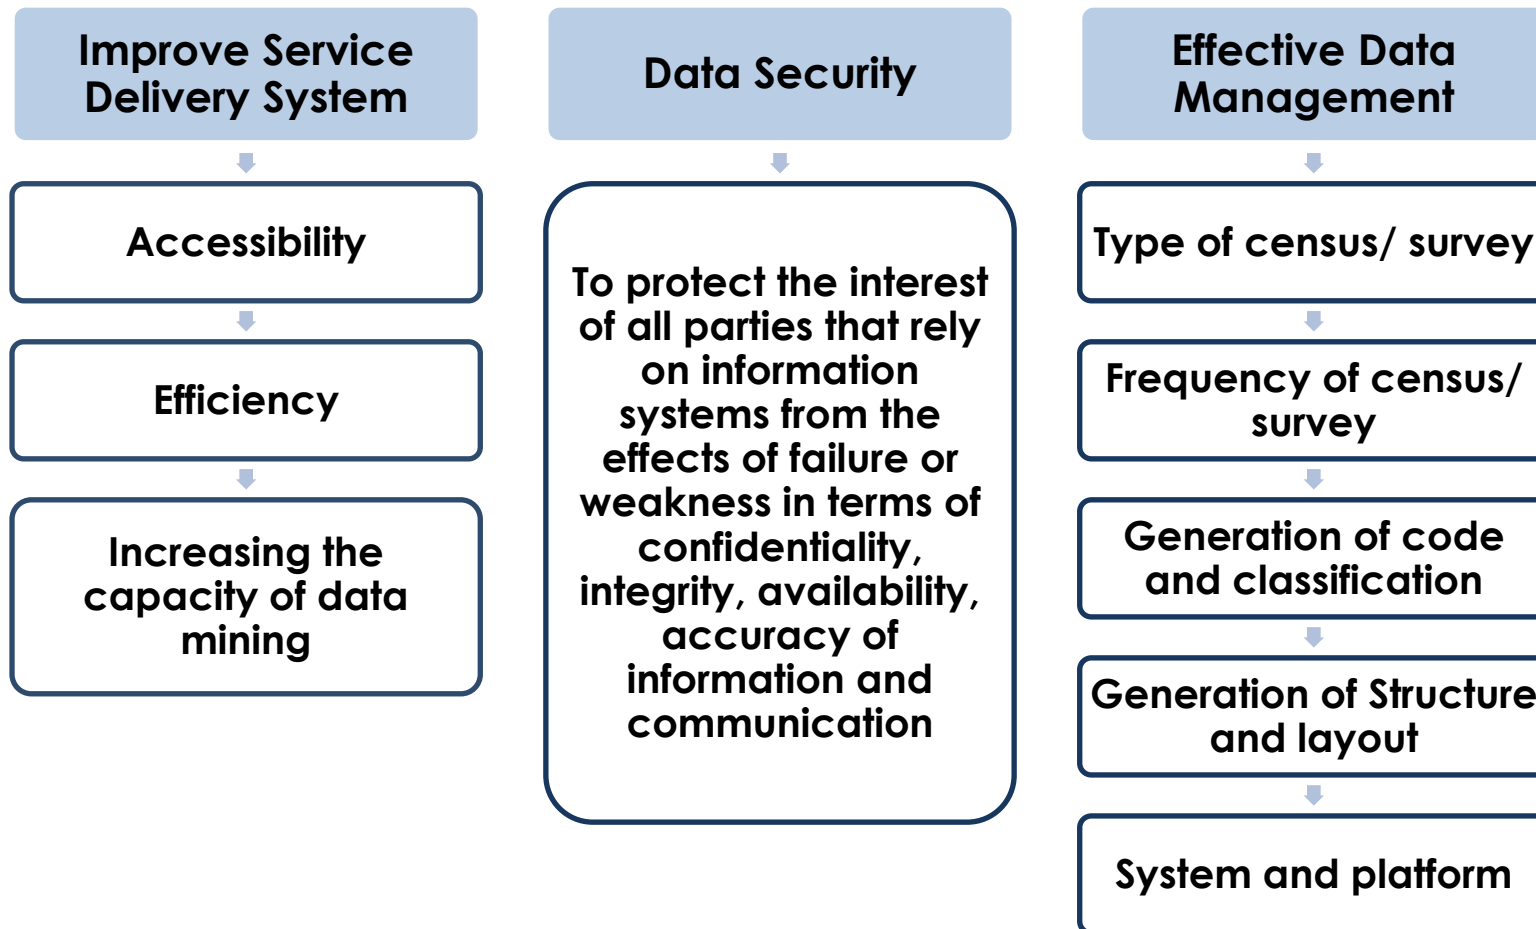 Improve Service
Delivery System
Accessibility
Efficiency
Increasing the
capacity of data
mining
Data Security
To protect the interest
of all parties that rely
on information
systems from the
effects of failure or
weakness in terms of
confidentiality,
integrity, availability,
accuracy of
information and
communication
Effective Data
Management
Type of census/ survey
Frequency of census/
survey
Generation of code
and classification
Generation of Structure
and layout
System and platform